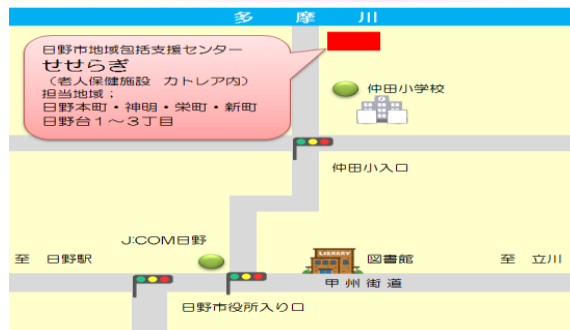 多 摩 川
日野市地域包括支援センター
せせらぎ
（老人保健施設 カトレア内）
担当地域；
日野本町・神明・栄町・新町
日野台１～３丁目
仲田小学校
仲田小入口
J:COM日野
至 日野駅
LIBRARY
図書館
至 立川
甲 州 街 道
日野市役所入り口